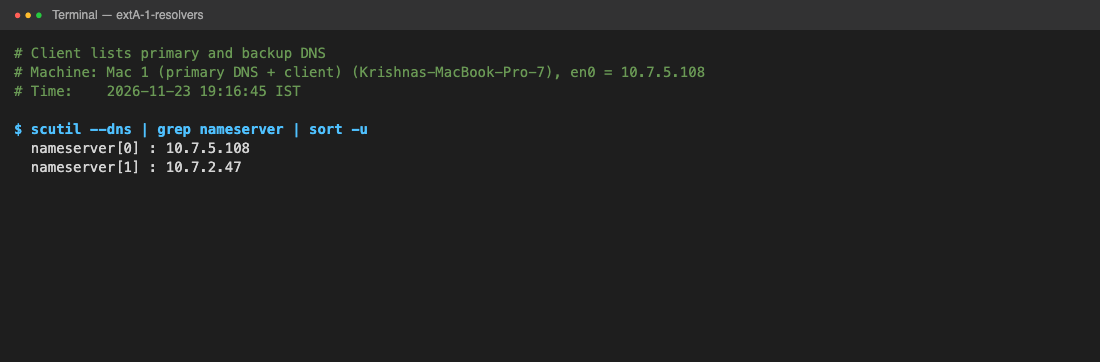 Terminal — extA-1-resolvers
# Client lists primary and backup DNS
# Machine: Mac 1 (primary DNS + client) (Krishnas-MacBook-Pro-7), en0 = 10.7.5.108
# Time:    2026-11-23 19:16:45 IST
$ scutil --dns | grep nameserver | sort -u
  nameserver[0] : 10.7.5.108
  nameserver[1] : 10.7.2.47